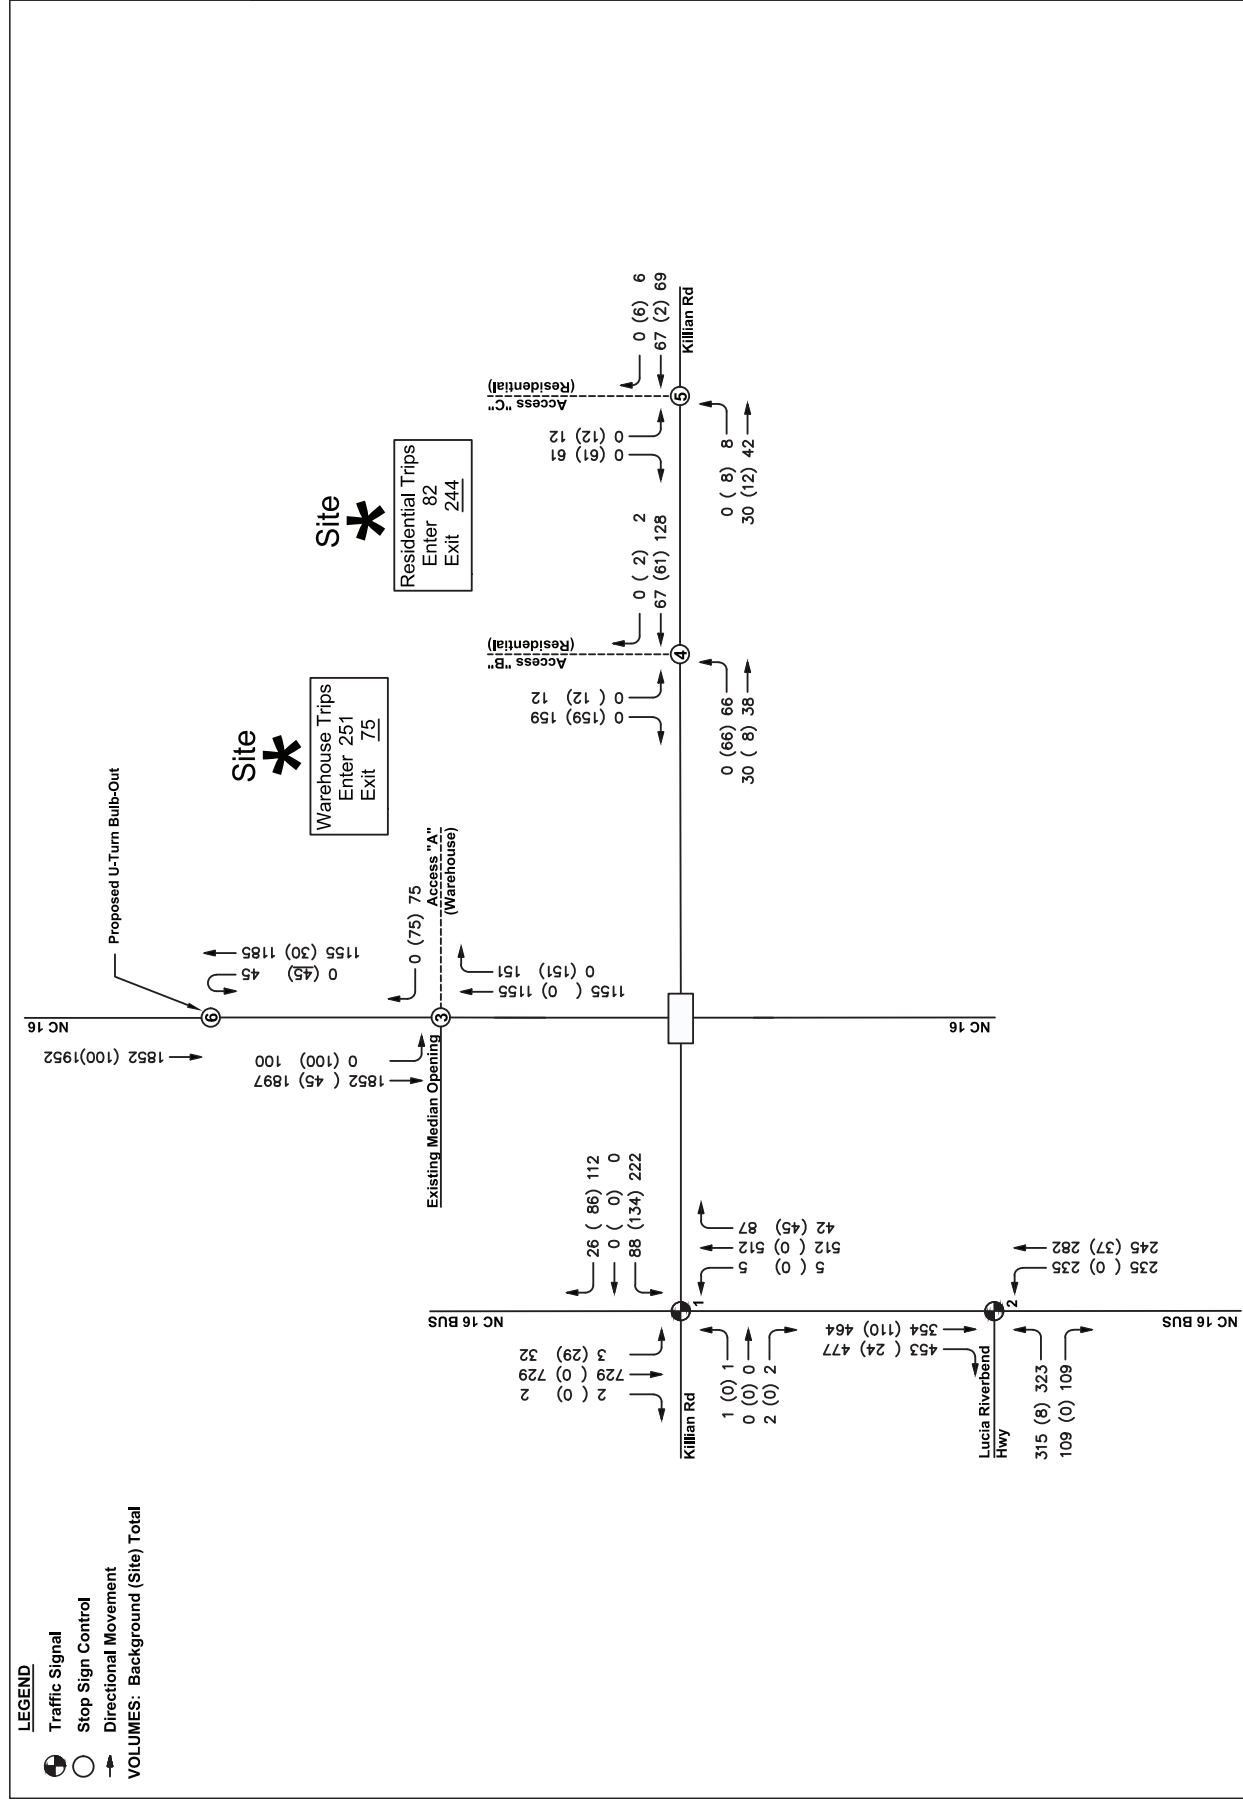 LEGEND
Traffic Signal
Stop Sign Control
Directional Movement
VOLUMES: Background (Site) Total
Proposed U-Turn Bulb-Out
NC 16
6
1852 (100)1952
1155 (30) 1185
0 (45) 45
Site
*
Warehouse Trips
Enter 251
Exit 75
Site
*
Residential Trips
Enter 82
Exit 244
0 (100) 100
1852 ( 45) 1897
0 (75) 75
Existing Median Opening
3
Access "A"
(Warehouse)
0 (151) 151
1155 ( 0) 1155
NC 16
Access "B"
(Residential)
0 ( 12) 12
0 (159) 159
0 ( 2) 2
67 (61) 128
4
0 (66) 66
30 ( 8) 38
Access "C"
(Residential)
0 (12) 12
0 (61) 61
0 (6) 6
67 (2) 69
5
Killian Rd
0 ( 8) 8
30 (12) 42
NC 16 BUS
26 ( 86) 112
0 ( 0) 0
88 (134) 222
3 (29) 32
729 ( 0) 729
2 ( 0) 2
1
Killian Rd
42 (45) 87
512 ( 0) 512
5 ( 0) 5
1 (0) 1
0 (0) 0
2 (0) 2
354 (110) 464
453 ( 24) 477
2
Lucia Riverbend
Hwy
245 (37) 282
235 ( 0) 235
315 (8) 323
109 (0) 109
NC 16 BUS